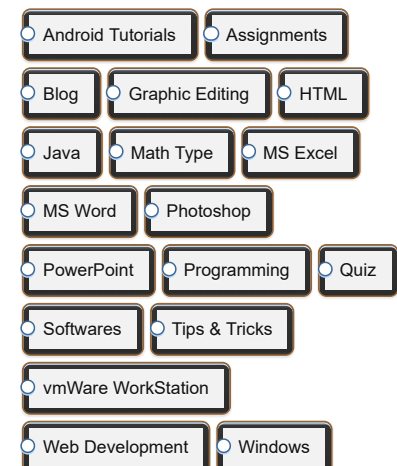 Android Tutorials Assignments
Blog Graphic Editing HTML
Java Math Type MS Excel
MS Word Photoshop
PowerPoint Programming Quiz
Softwares Tips & Tricks
vmWare WorkStation
Web Development Windows